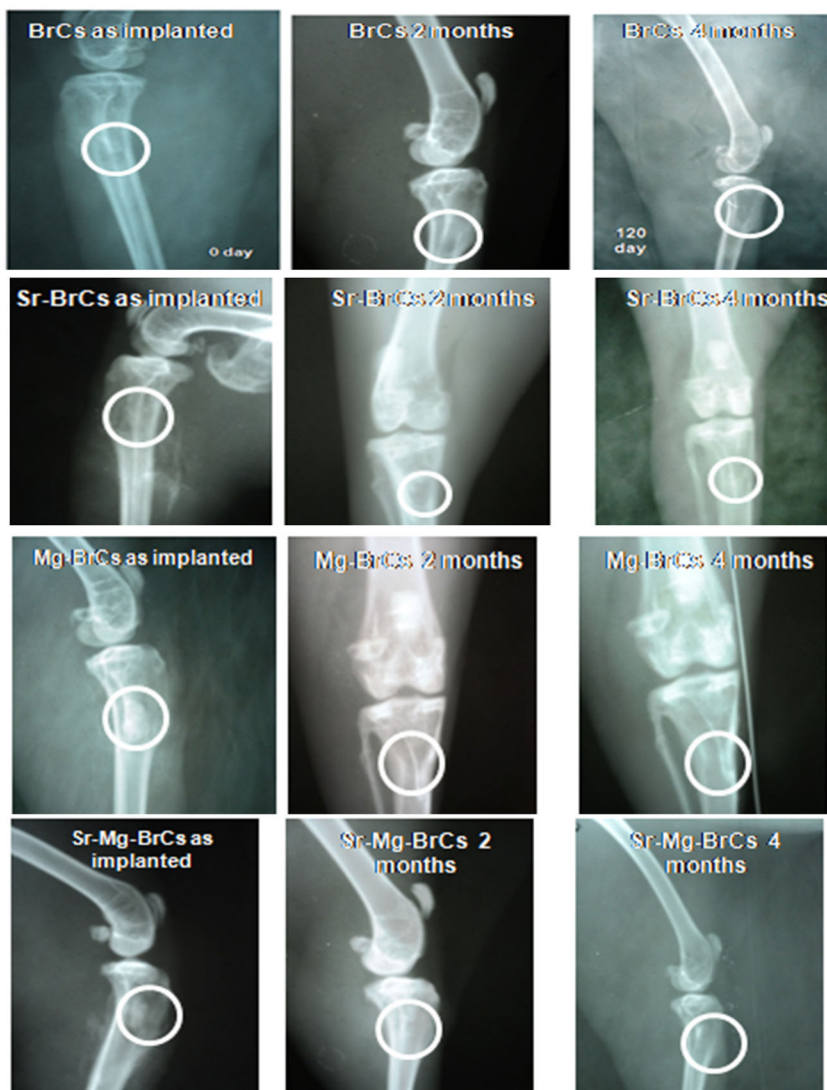 BrCs as implanted
BrCs 2 months
BrCs 4 months
0 day
120
day
Sr-BrCs as implanted
Sr-BrCs 2 months
Sr-BrCs 4 months
Mg-BrCs as implanted
Mg-BrCs 2 months
Mg-BrCs 4 months
Sr-Mg-BrCs as
implanted
Sr-Mg-BrCs 2
months
Sr-Mg-BrCs 4
months